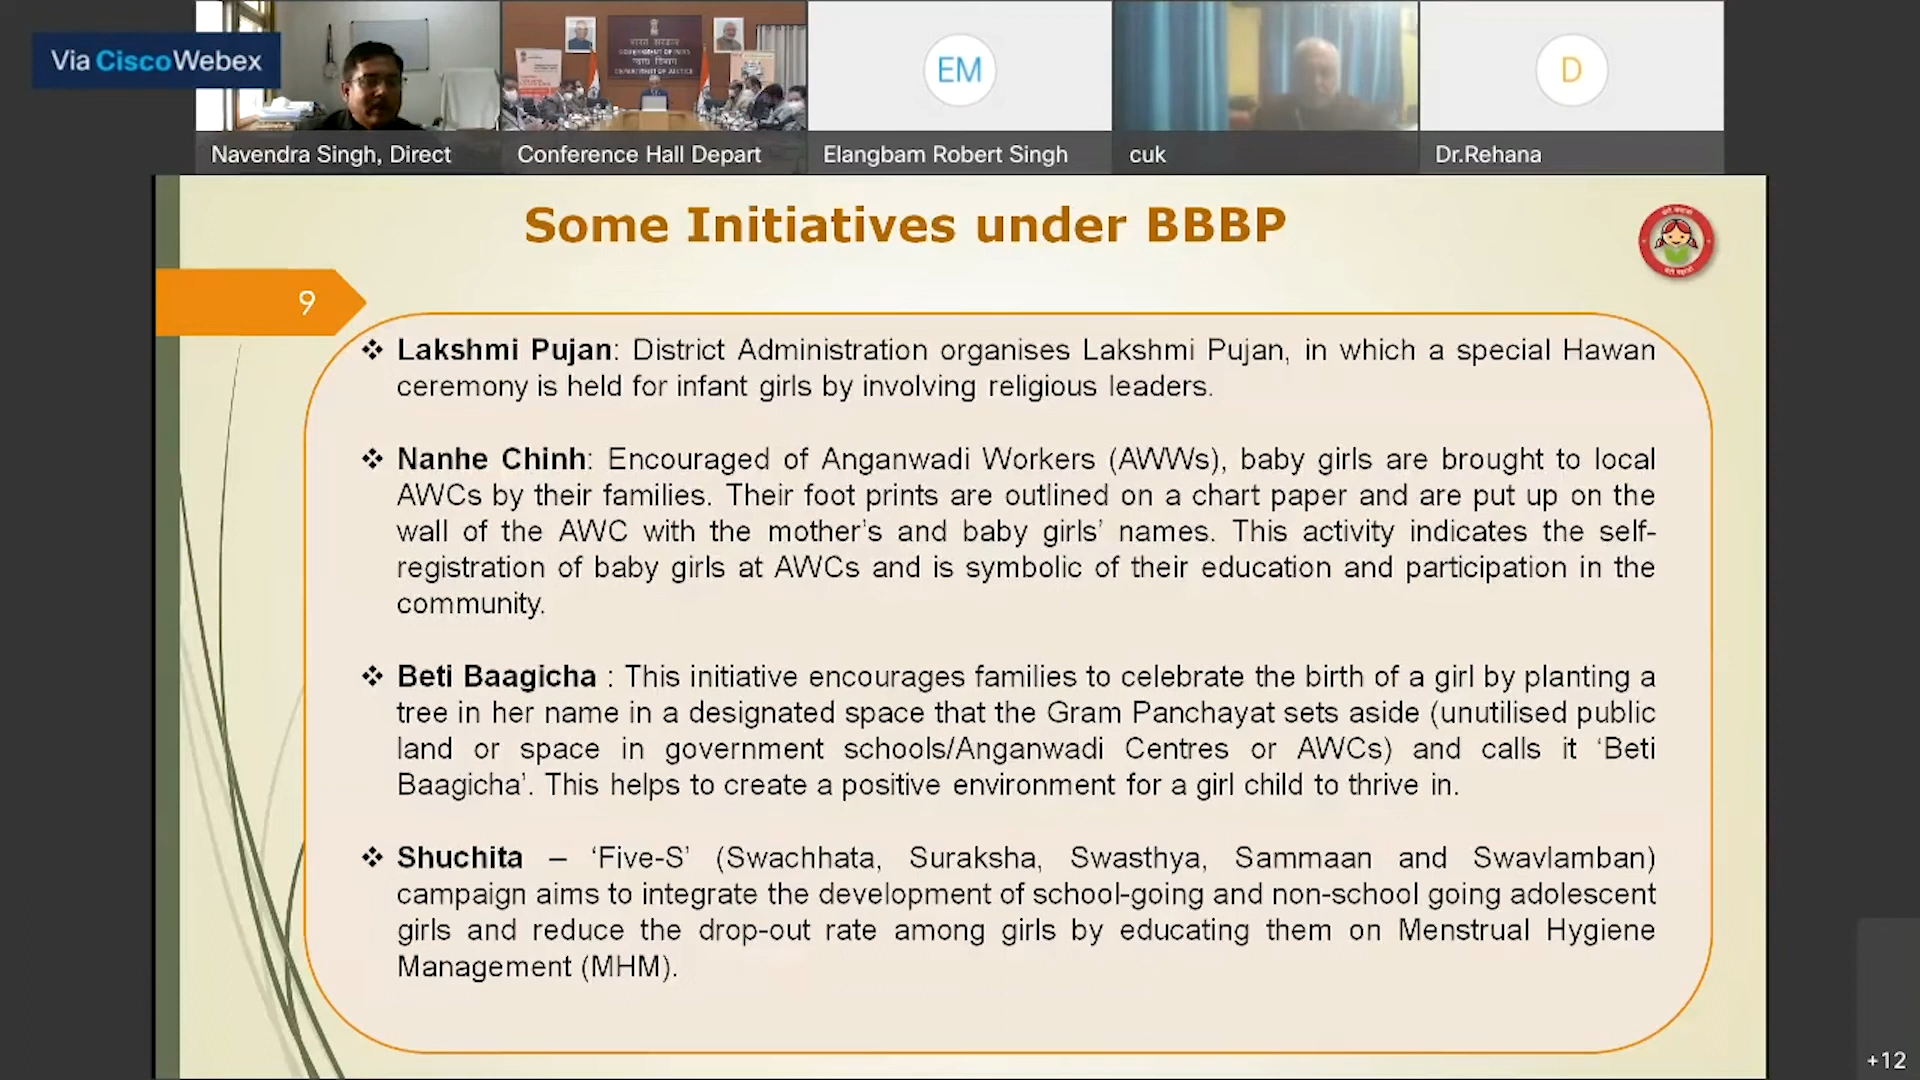 Via CiscoWebex
भारत सरकार
GOVERNMENT OF INDIA
न्याय विभाग
DEPARTMENT OF JUSTICE
EM
D
Navendra Singh, Direct
Conference Hall Depart
Elangbam Robert Singh
cuk
Dr.Rehana
Some Initiatives under BBBP
9
❖ Lakshmi Pujan: District Administration organises Lakshmi Pujan, in which a special Hawan
ceremony is held for infant girls by involving religious leaders.
❖ Nanhe Chinh: Encouraged of Anganwadi Workers (AWWs), baby girls are brought to local
AWCs by their families. Their foot prints are outlined on a chart paper and are put up on the
wall of the AWC with the mother’s and baby girls’ names. This activity indicates the self-
registration of baby girls at AWCs and is symbolic of their education and participation in the
community.
❖ Beti Baagicha : This initiative encourages families to celebrate the birth of a girl by planting a
tree in her name in a designated space that the Gram Panchayat sets aside (unutilised public
land or space in government schools/Anganwadi Centres or AWCs) and calls it ‘Beti
Baagicha’. This helps to create a positive environment for a girl child to thrive in.
❖ Shuchita – ‘Five-S’ (Swachhata, Suraksha, Swasthya, Sammaan and Swavlamban)
campaign aims to integrate the development of school-going and non-school going adolescent
girls and reduce the drop-out rate among girls by educating them on Menstrual Hygiene
Management (MHM).
+12